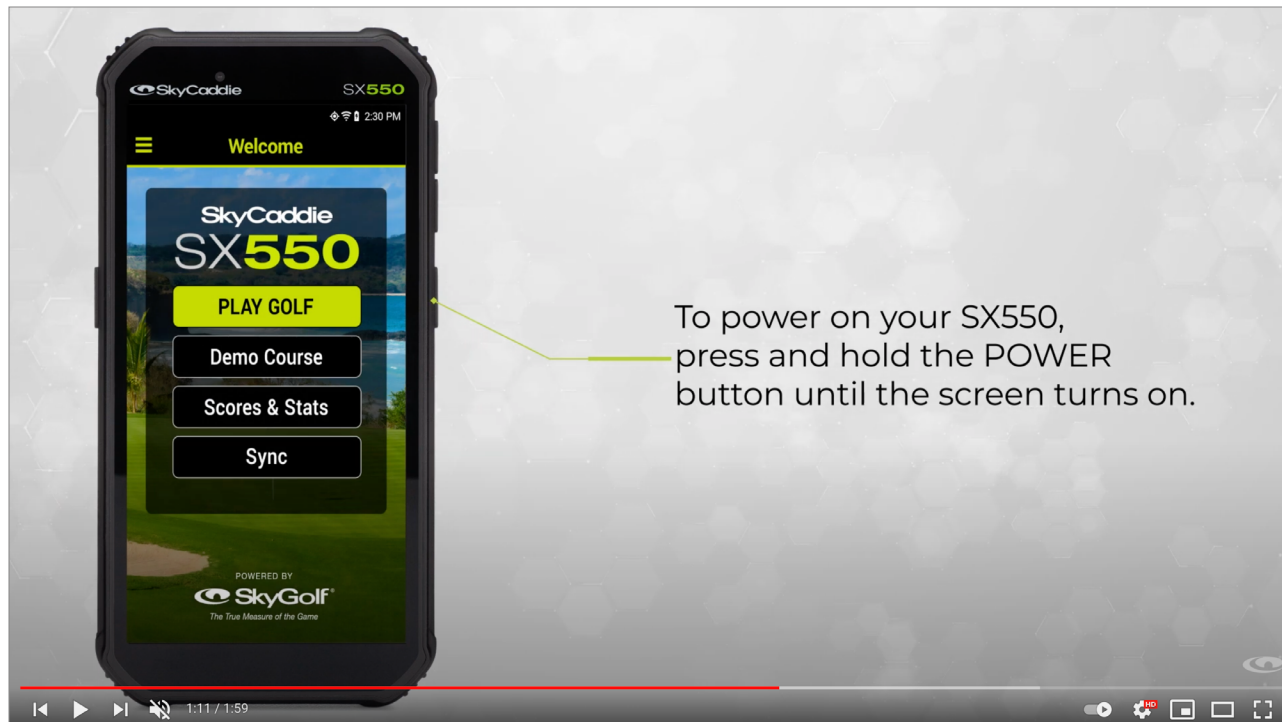 SkyCaddie SX550
2:30 PM
Welcome
SkyCaddie
SX550
PLAY GOLF
Demo Course
Scores & Stats
Sync
POWERED BY
SkyGolf®
The True Measure of the Game
To power on your SX550,
press and hold the POWER
button until the screen turns on.
1:11 / 1:59
HD